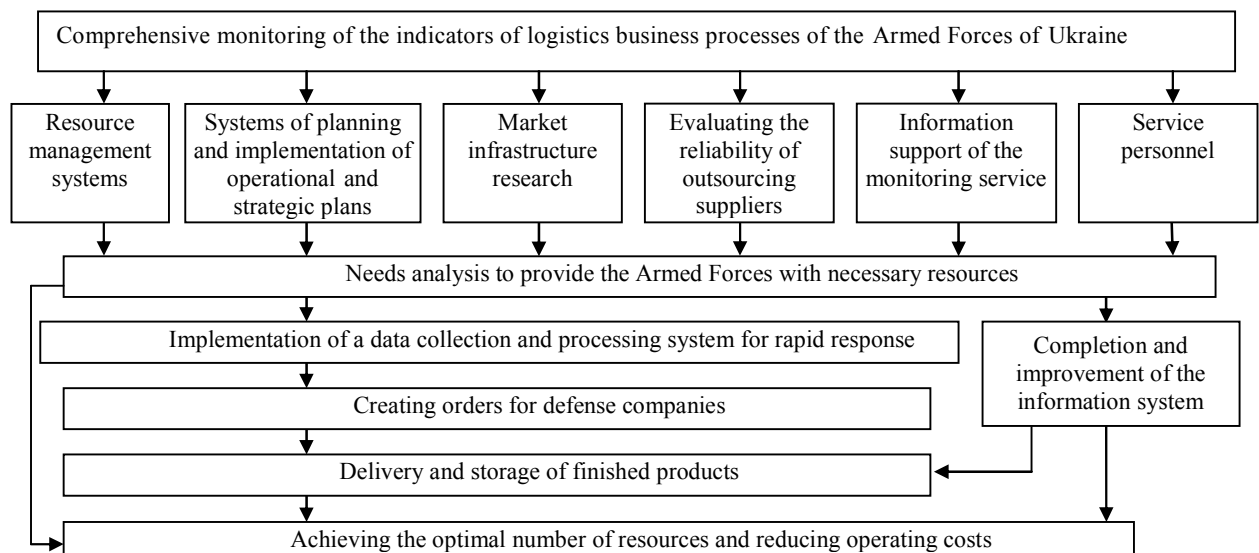 Comprehensive monitoring of the indicators of logistics business processes of the Armed Forces of Ukraine
Resource
management
systems
Systems of planning
and implementation of
operational and
strategic plans
Market
infrastructure
research
Evaluating the
reliability of
outsourcing
suppliers
Information
support of the
monitoring service
Service
personnel
Needs analysis to provide the Armed Forces with necessary resources
Implementation of a data collection and processing system for rapid response
Completion and
improvement of the
information system
Creating orders for defense companies
Delivery and storage of finished products
Achieving the optimal number of resources and reducing operating costs